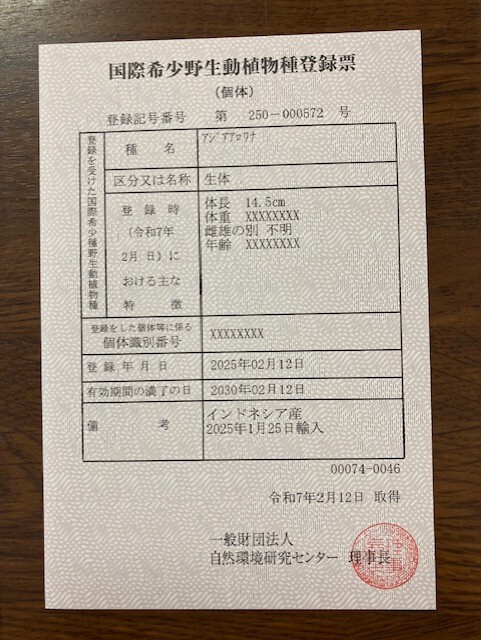 国際希少野生動植物種登録票
(個体)
登録記号番号 第 250-000572 号
登録を受けた国際希少種野生動植物種
種名 アジアアロワナ
区分又は名称 生体
登録時
(令和7年
2月 日)に
おける主な
特徴
体長 14.5cm
体重 XXXXXXXX
雌雄の別 不明
年齢 XXXXXXXX
登録をした個体等に係る
個体識別番号 XXXXXXXX
登録年月日 2025年02月12日
有効期間の満了の日 2030年02月12日
備考 インドネシア産
2025年1月25日輸入
00074-0046
令和7年2月12日 取得
一般財団法人
自然環境研究センター 理事長